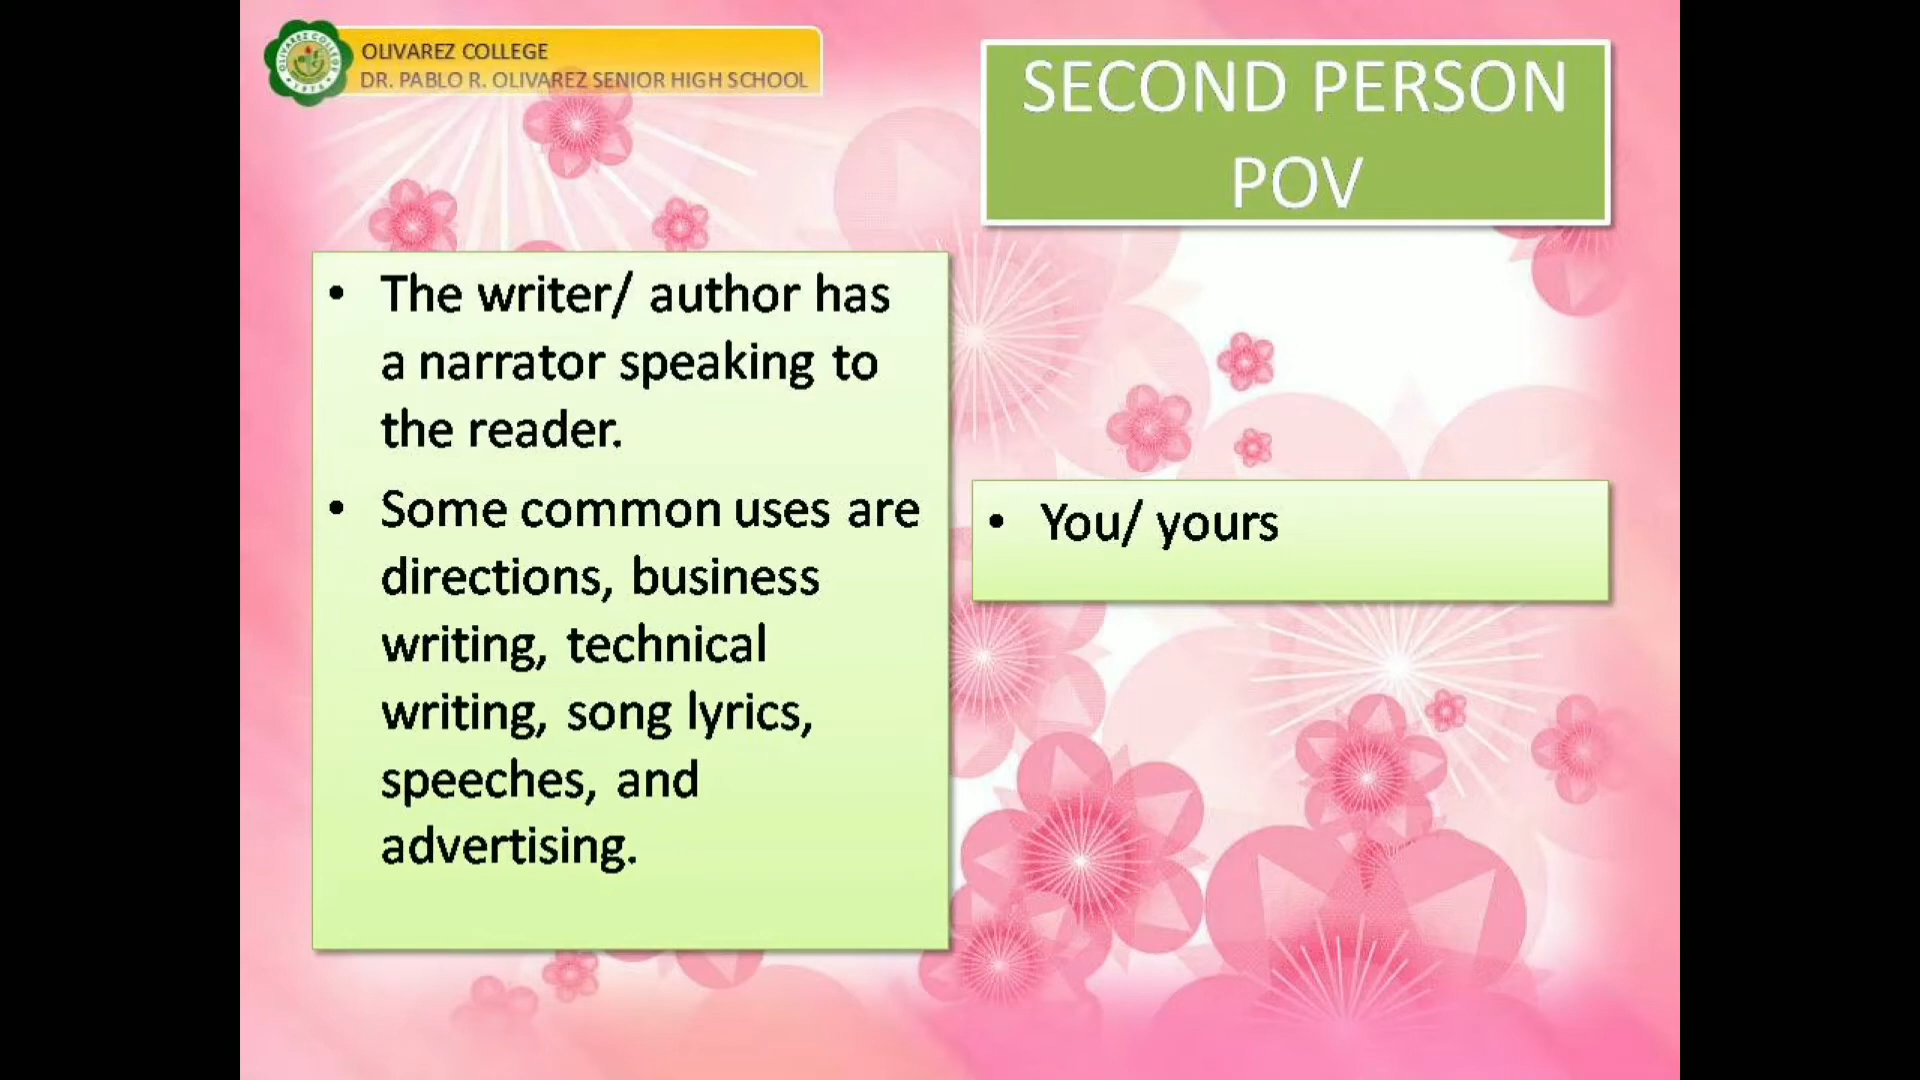 OLIVAREZ COLLEGE
DR. PABLO R. OLIVAREZ SENIOR HIGH SCHOOL
SECOND PERSON
POV
• The writer/ author has
a narrator speaking to
the reader.
• Some common uses are
directions, business
writing, technical
writing, song lyrics,
speeches, and
advertising.
• You/ yours